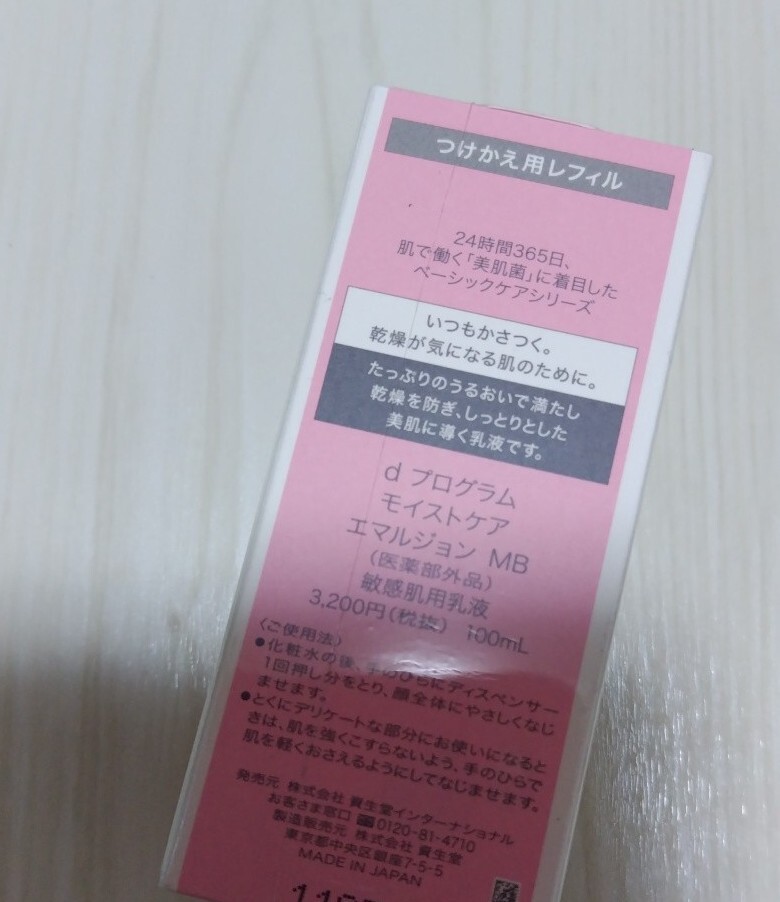 つけかえ用レフィル
24時間365日、
肌で働く「美肌菌」に着目した
ベーシックケアシリーズ
いつもかさつく。
乾燥が気になる肌のために。
たっぷりのうるおいで満たし
乾燥を防ぎ、しっとりとした
美肌に導く乳液です。
d プログラム
モイストケア
エマルジョン MB
(医薬部外品)
敏感肌用乳液
3,200円(税抜) 100mL
〈ご使用法〉
●化粧水の後、手のひらにディスペンサー
1回押し分をとり、顔全体にやさしくなじ
ませます。
●とくにデリケートな部分にお使いになると
きは、肌を強くこすらないよう、手のひらで
肌を軽くおさえるようにしてなじませます。
発売元 株式会社 資生堂インターナショナル
お客さま窓口 0120-81-4710
製造販売元 株式会社 資生堂
東京都中央区銀座7-5-5
MADE IN JAPAN